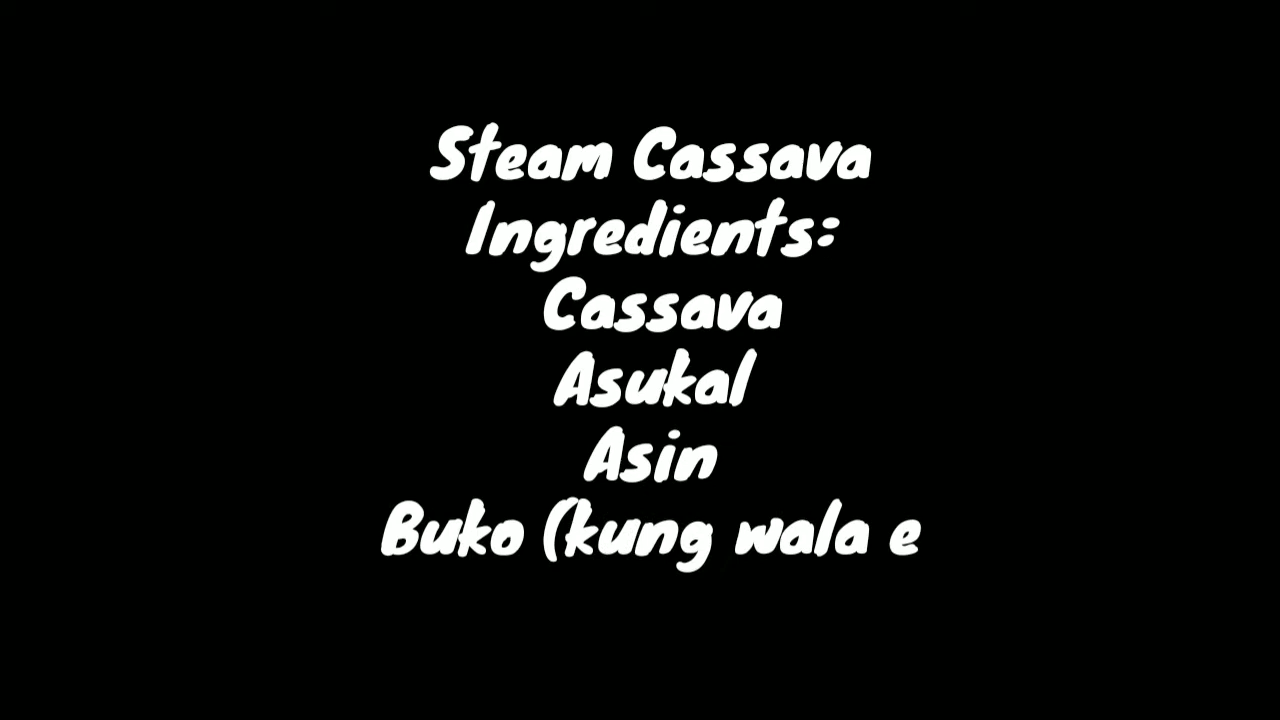 Steam Cassava
Ingredients:
Cassava
Asukal
Asin
Buko (kung wala e